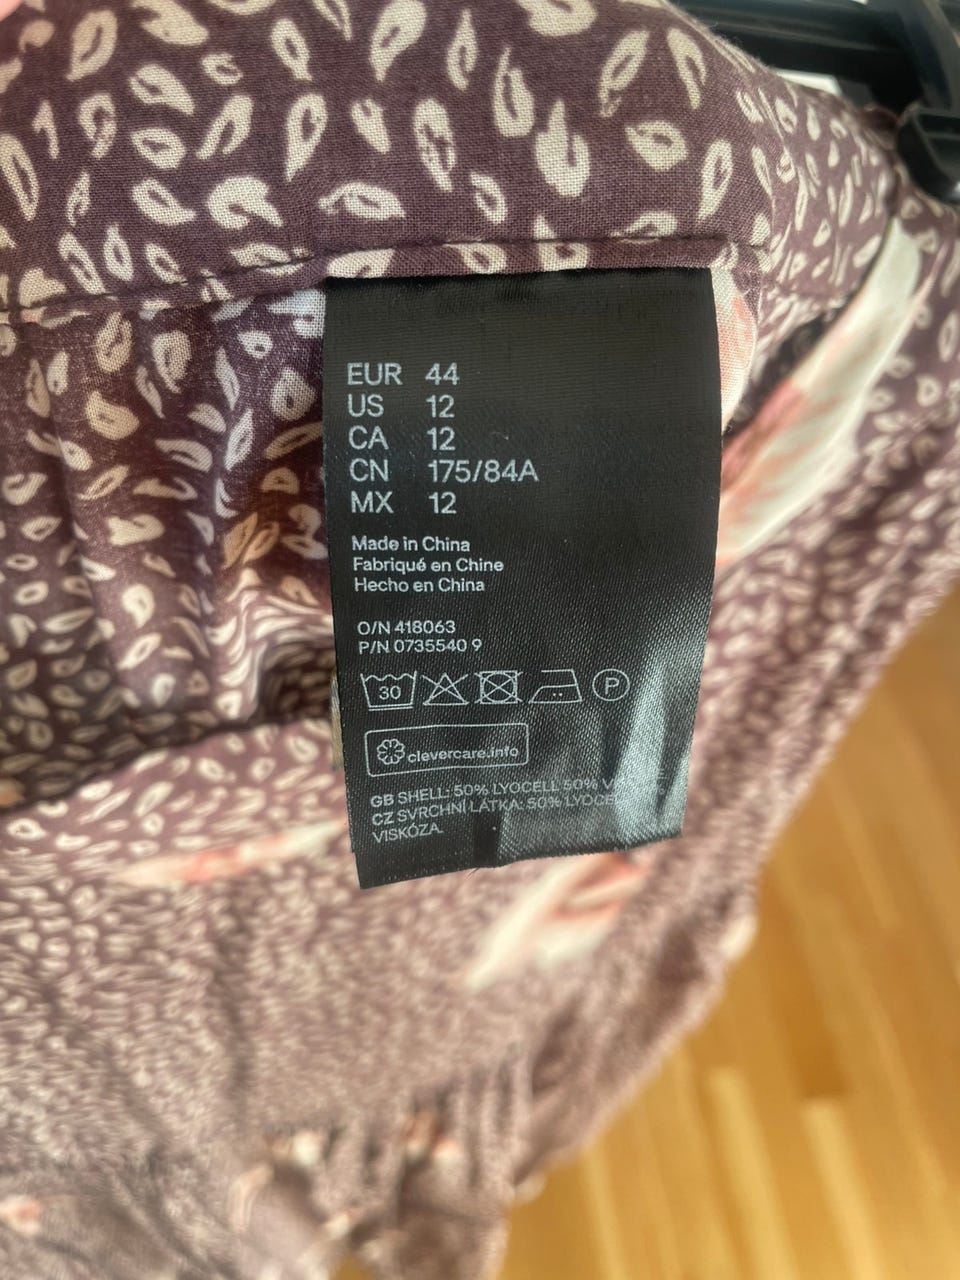 EUR 44
US 12
CA 12
CN 175/84A
MX 12
Made in China
Fabriqué en Chine
Hecho en China
O/N 418063
P/N 0735540 9
30
P
clevercare.info
GB SHELL: 50% LYOCELL 50%
CZ SVRCHNÍ LÁTKA: 50%
VISKÓZA.